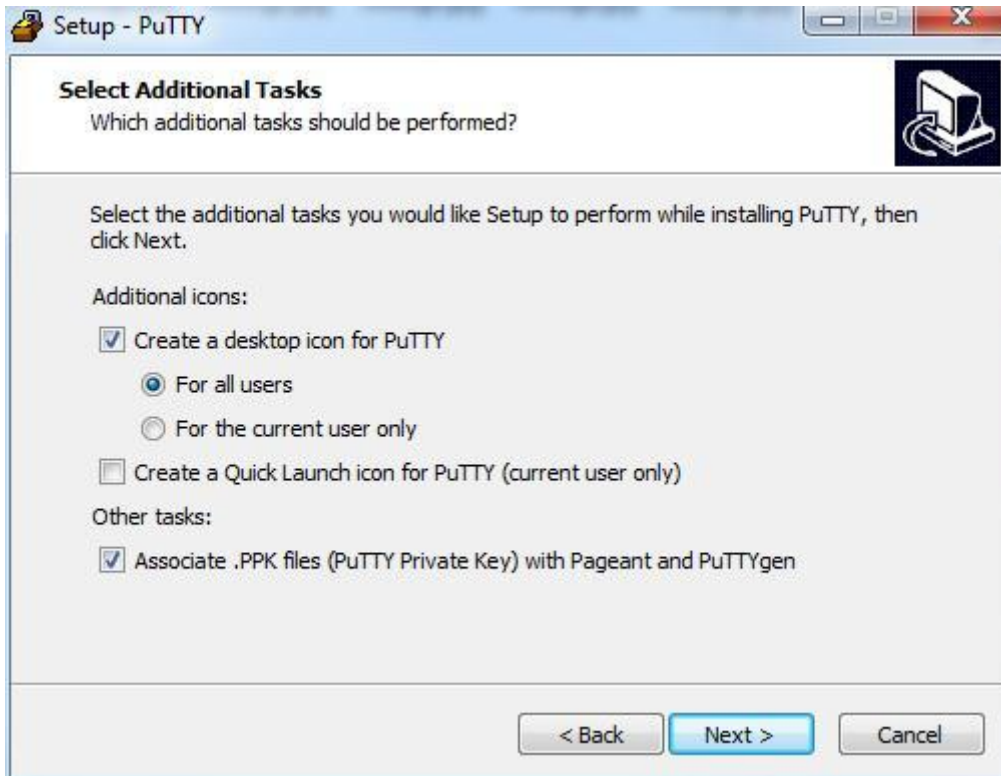 Setup - PuTTY
Select Additional Tasks
Which additional tasks should be performed?
Select the additional tasks you would like Setup to perform while installing PuTTY, then
click Next.
Additional icons:
Create a desktop icon for PuTTY
For all users
For the current user only
Create a Quick Launch icon for PuTTY (current user only)
Other tasks:
Associate .PPK files (PuTTY Private Key) with Pageant and PuTTYgen
< Back Next > Cancel